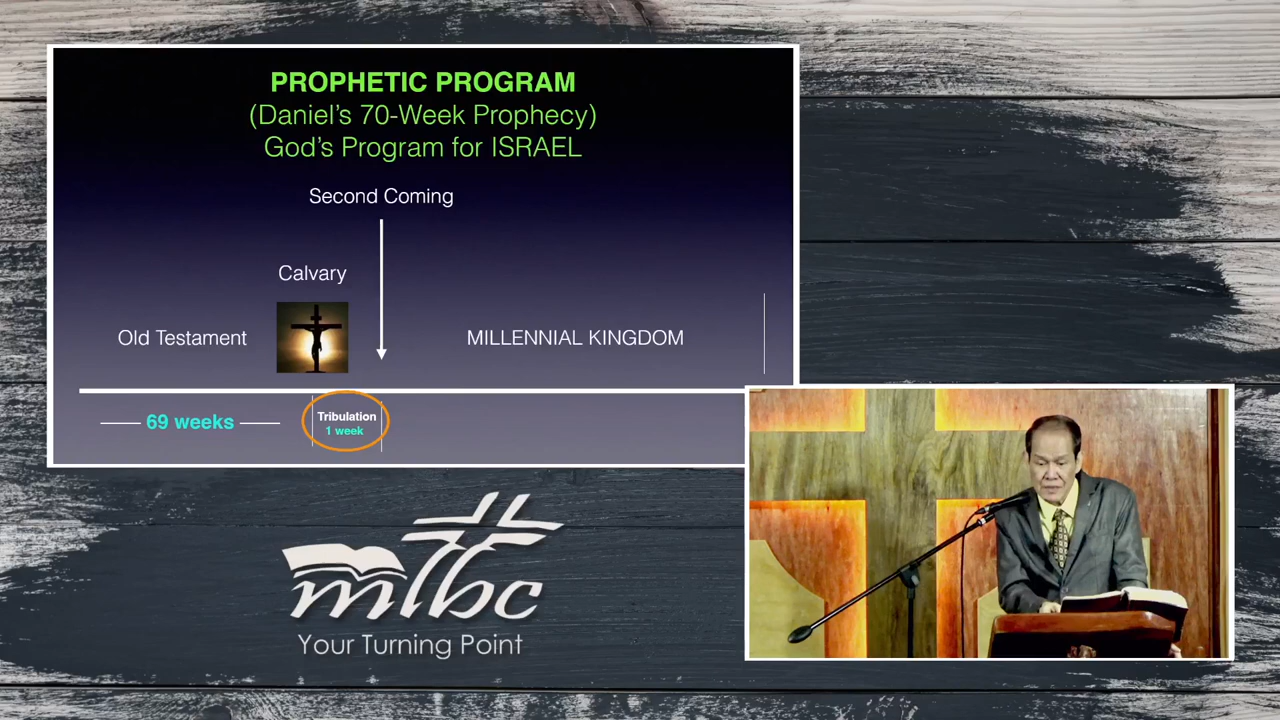 PROPHETIC PROGRAM
(Daniel's 70-Week Prophecy)
God's Program for ISRAEL
Second Coming
Calvary
Old Testament
MILLENNIAL KINGDOM
69 weeks
Tribulation
1 week
mlbc
Your Turning Point